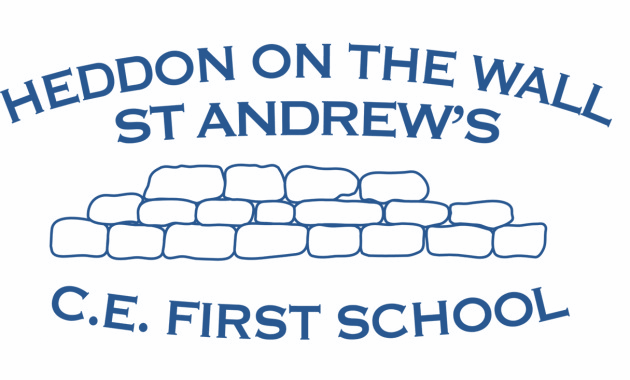 HEDDON ON THE WALL
ST ANDREW'S
C.E. FIRST SCHOOL